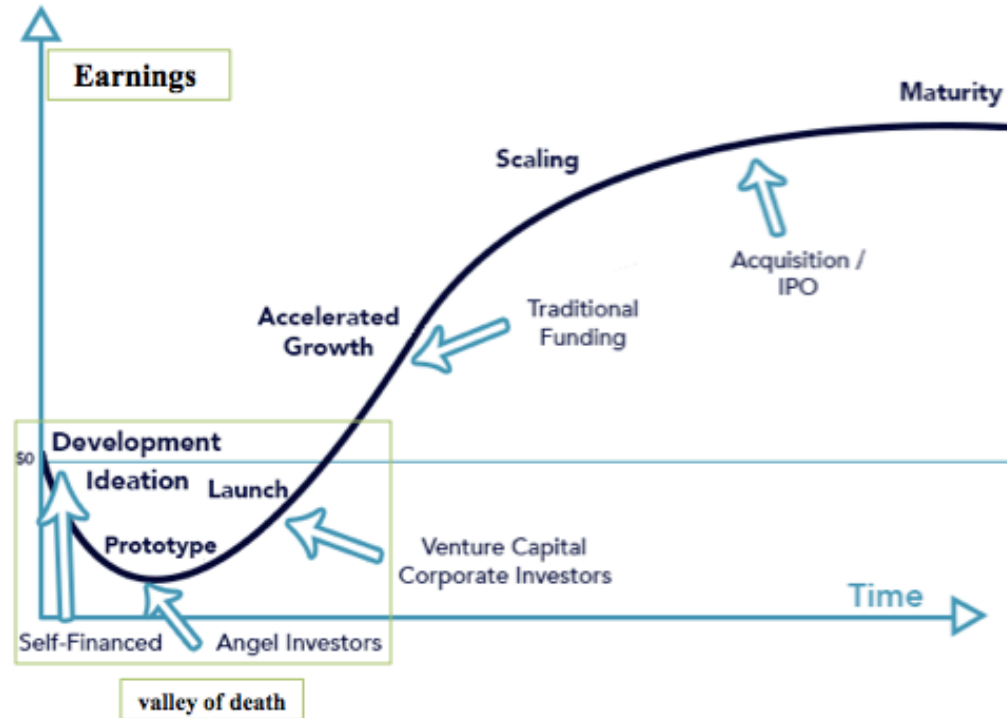 Earnings
Maturity
Scaling
Acquisition /
IPO
Accelerated
Growth
Traditional
Funding
Development
$0
Ideation
Launch
Prototype
Venture Capital
Corporate Investors
Time
Self-Financed
Angel Investors
valley of death